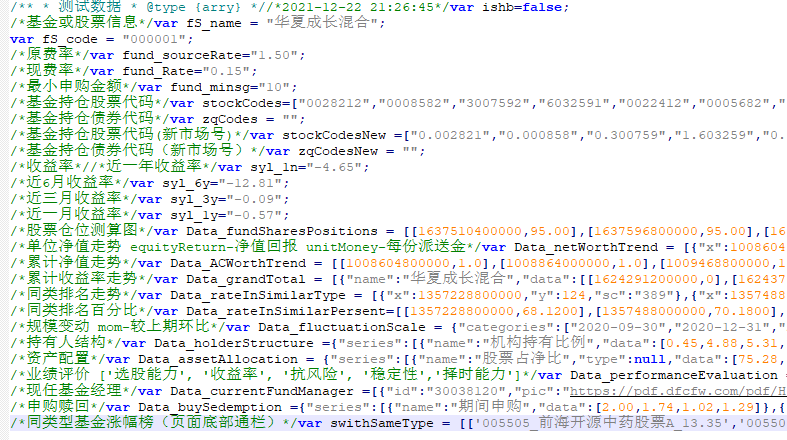 /** * 测试数据 * @type {arry} *//*2021-12-22 21:26:45*/var ishb=false;
/*基金或股票信息*/var fS_name = "华夏成长混合";
var fS_code = "000001";
/*原费率*/var fund_sourceRate="1.50";
/*现费率*/var fund_Rate="0.15";
/*最小申购金额*/var fund_minsg="10";
/*基金持仓股票代码*/var stockCodes=["0028212","0008582","3007592","6032591","0022412","0005682","
/*基金持仓债券代码*/var zqCodes = "";
/*基金持仓股票代码(新市场号)*/var stockCodesNew =["0.002821","0.000858","0.300759","1.603259","0.
/*基金持仓债券代码（新市场号）*/var zqCodesNew = "";
/*收益率*//*近一年收益率*/var syl_1n="-4.65";
/*近6月收益率*/var syl_6y="-12.81";
/*近三月收益率*/var syl_3y="-0.09";
/*近一月收益率*/var syl_1y="-0.57";
/*股票仓位测算图*/var Data_fundSharesPositions = [[1637510400000,95.00],[1637596800000,95.00],[16
/*单位净值走势 equityReturn-净值回报 unitMoney-每份派送金*/var Data_netWorthTrend = [{"x":1008604
/*累计净值走势*/var Data_ACWorthTrend = [[1008604800000,1.0],[1008864000000,1.0],[1009468800000,1
/*累计收益率走势*/var Data_grandTotal = [{"name":"华夏成长混合","data":[[1624291200000,0],[162437
/*同类排名走势*/var Data_rateInSimilarType = [{"x":1357228800000,"y":124,"sc":"389"},{"x":1357488
/*同类排名百分比*/var Data_rateInSimilarPersent=[[1357228800000,68.1200],[1357488000000,70.1800],
/*规模变动 mom-较上期环比*/var Data_fluctuationScale = {"categories":["2020-09-30","2020-12-31","
/*持有人结构*/var Data_holderStructure ={"series":[{"name":"机构持有比例","data":[0.45,4.88,5.31,
/*资产配置*/var Data_assetAllocation = {"series":[{"name":"股票占净比","type":null,"data":[75.28,
/*业绩评价 ['选股能力', '收益率', '抗风险', '稳定性','择时能力']*/var Data_performanceEvaluation =
/*现任基金经理*/var Data_currentFundManager =[{"id":"30038120","pic":"https://pdf.dfcfw.com/pdf/H
/*申购赎回*/var Data_buySedemption ={"series":[{"name":"期间申购","data":[2.00,1.74,1.02,1.29]},{
/*同类型基金涨幅榜（页面底部通栏）*/var swithSameType = [['005505_前海开源中药股票A_13.35','00550